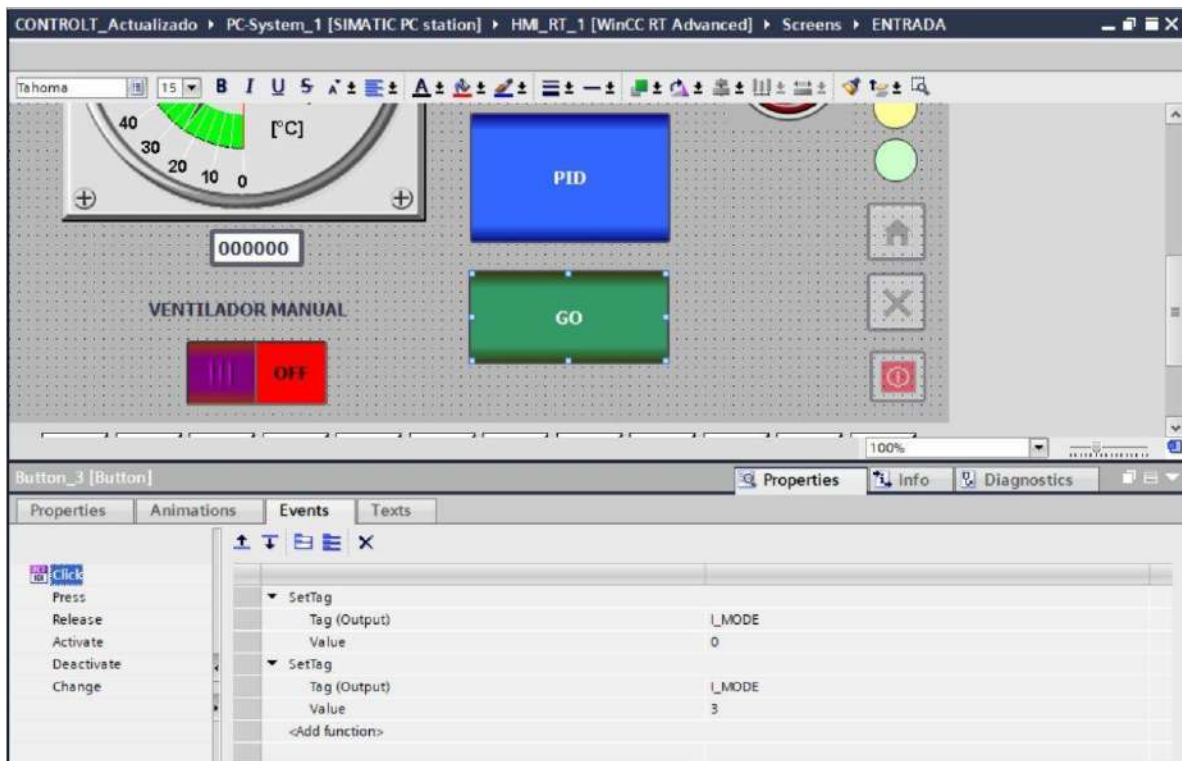 CONTROLT_Actualizado ▸ PC-System_1 [SIMATIC PC station] ▸ HMI_RT_1 [WinCC RT Advanced] ▸ Screens ▸ ENTRADA
Tahoma 15 B I U S A
40
30
20
10
0
[°C]
PID
000000
VENTILADOR MANUAL
GO
OFF
100%
Button_3 [Button]
Properties Info Diagnostics
Properties Animations Events Texts
Click
Press
Release
Activate
Deactivate
Change
SetTag
Tag (Output) I_MODE
Value 0
SetTag
Tag (Output) I_MODE
Value 3
<Add function>